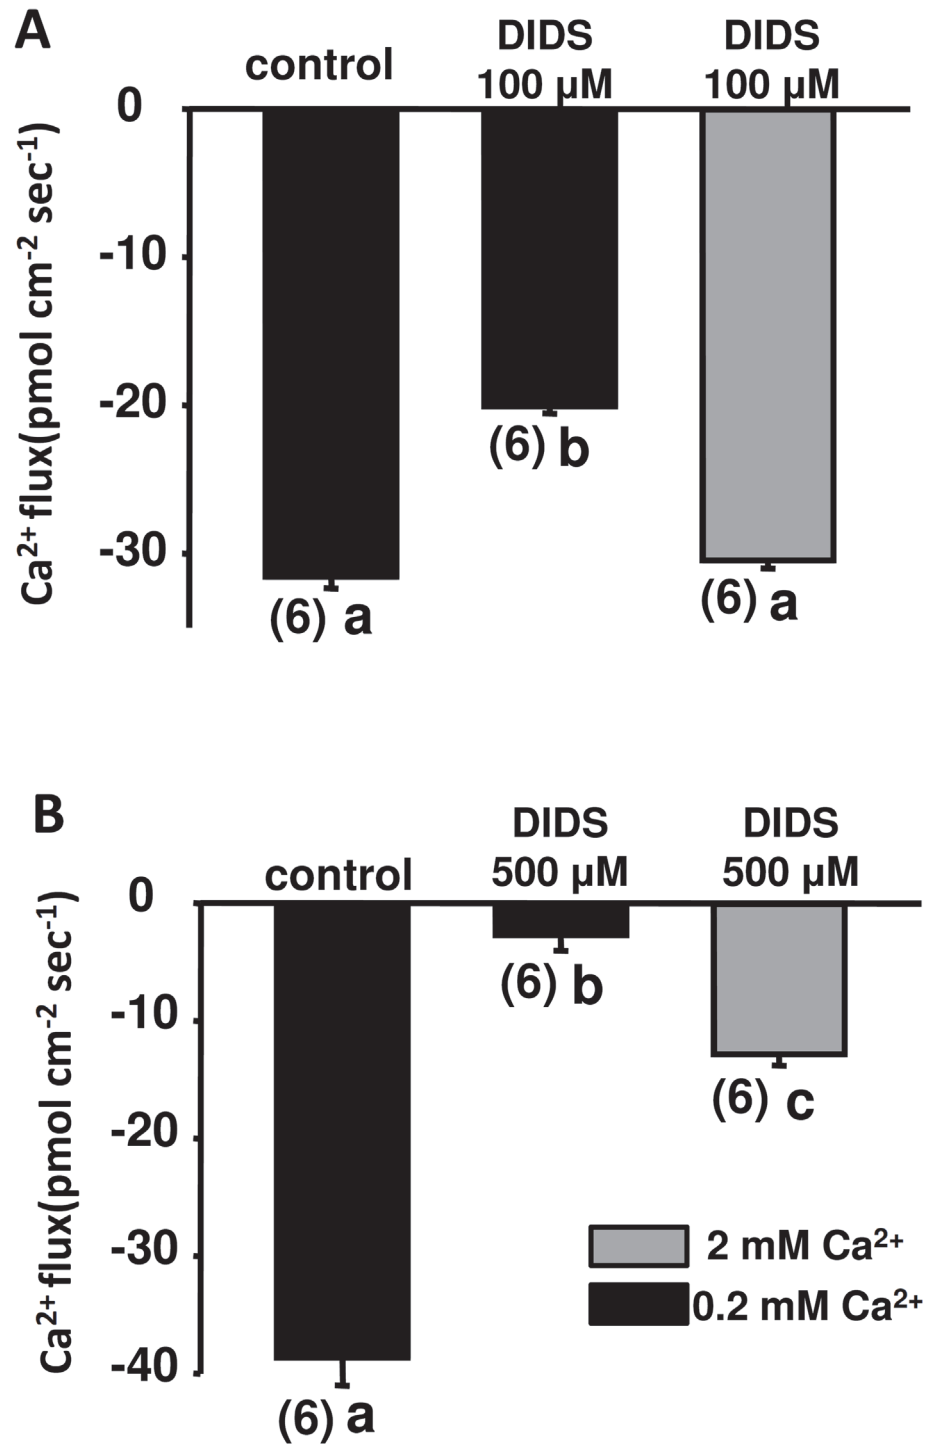 A
control
DIDS
100 µM
DIDS
100 µM
0
-10
-20
-30
Ca²⁺ flux(pmol cm⁻² sec⁻¹)
(6) a
(6) b
(6) a
B
control
DIDS
500 µM
DIDS
500 µM
0
-10
-20
-30
-40
Ca²⁺ flux(pmol cm⁻² sec⁻¹)
(6) a
(6) b
(6) c
2 mM Ca²⁺
0.2 mM Ca²⁺